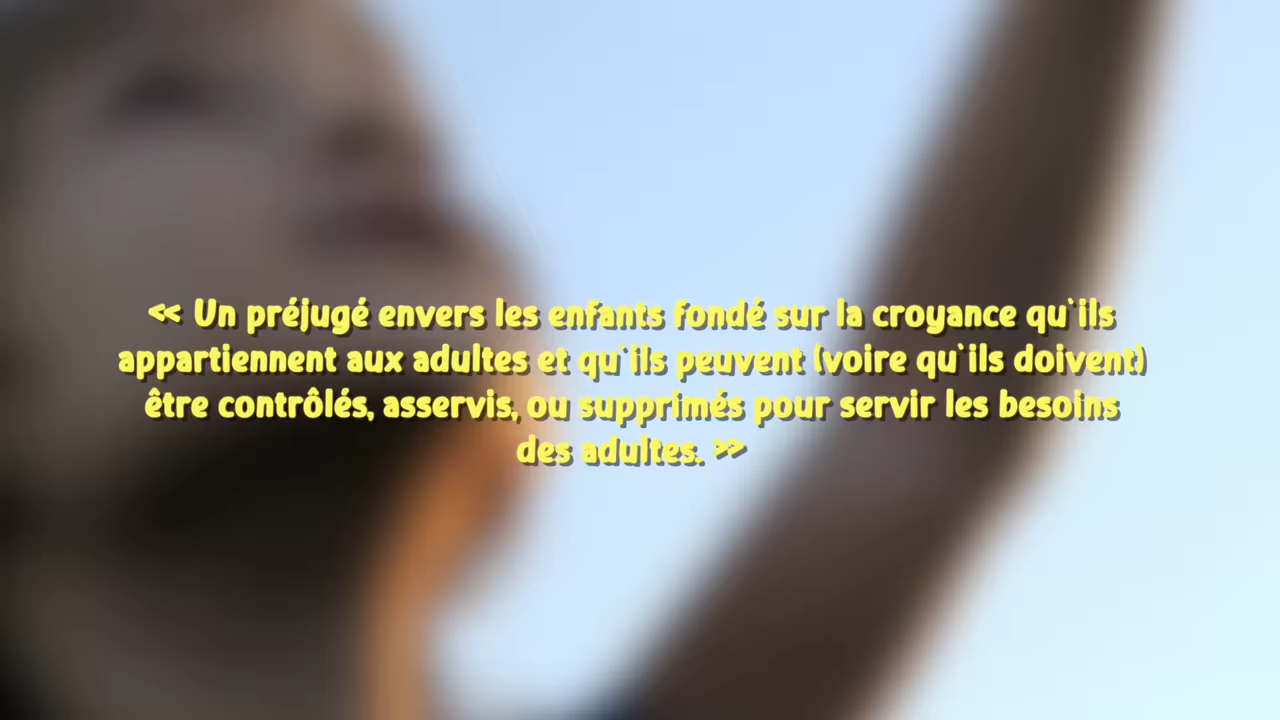 « Un préjugé envers les enfants fondé sur la croyance qu`ils
appartiennent aux adultes et qu`ils peuvent (voire qu`ils doivent)
être contrôlés, asservis, ou supprimés pour servir les besoins
des adultes. »